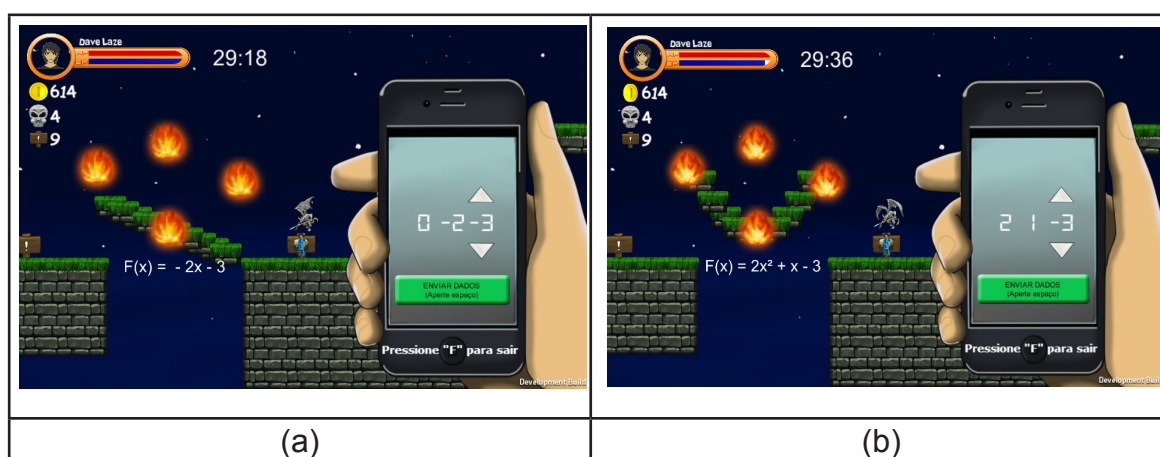 Dave Laze
29:18
614
4
9
!
0 -2 -3
F(x) = - 2x - 3
ENVIAR DADOS
(Aperte espaço)
Pressione "F" para sair
Development Build
(a)
Dave Laze
29:36
614
4
9
!
2 1 -3
F(x) = 2x² + x - 3
ENVIAR DADOS
(Aperte espaço)
Pressione "F" para sair
Development Build
(b)